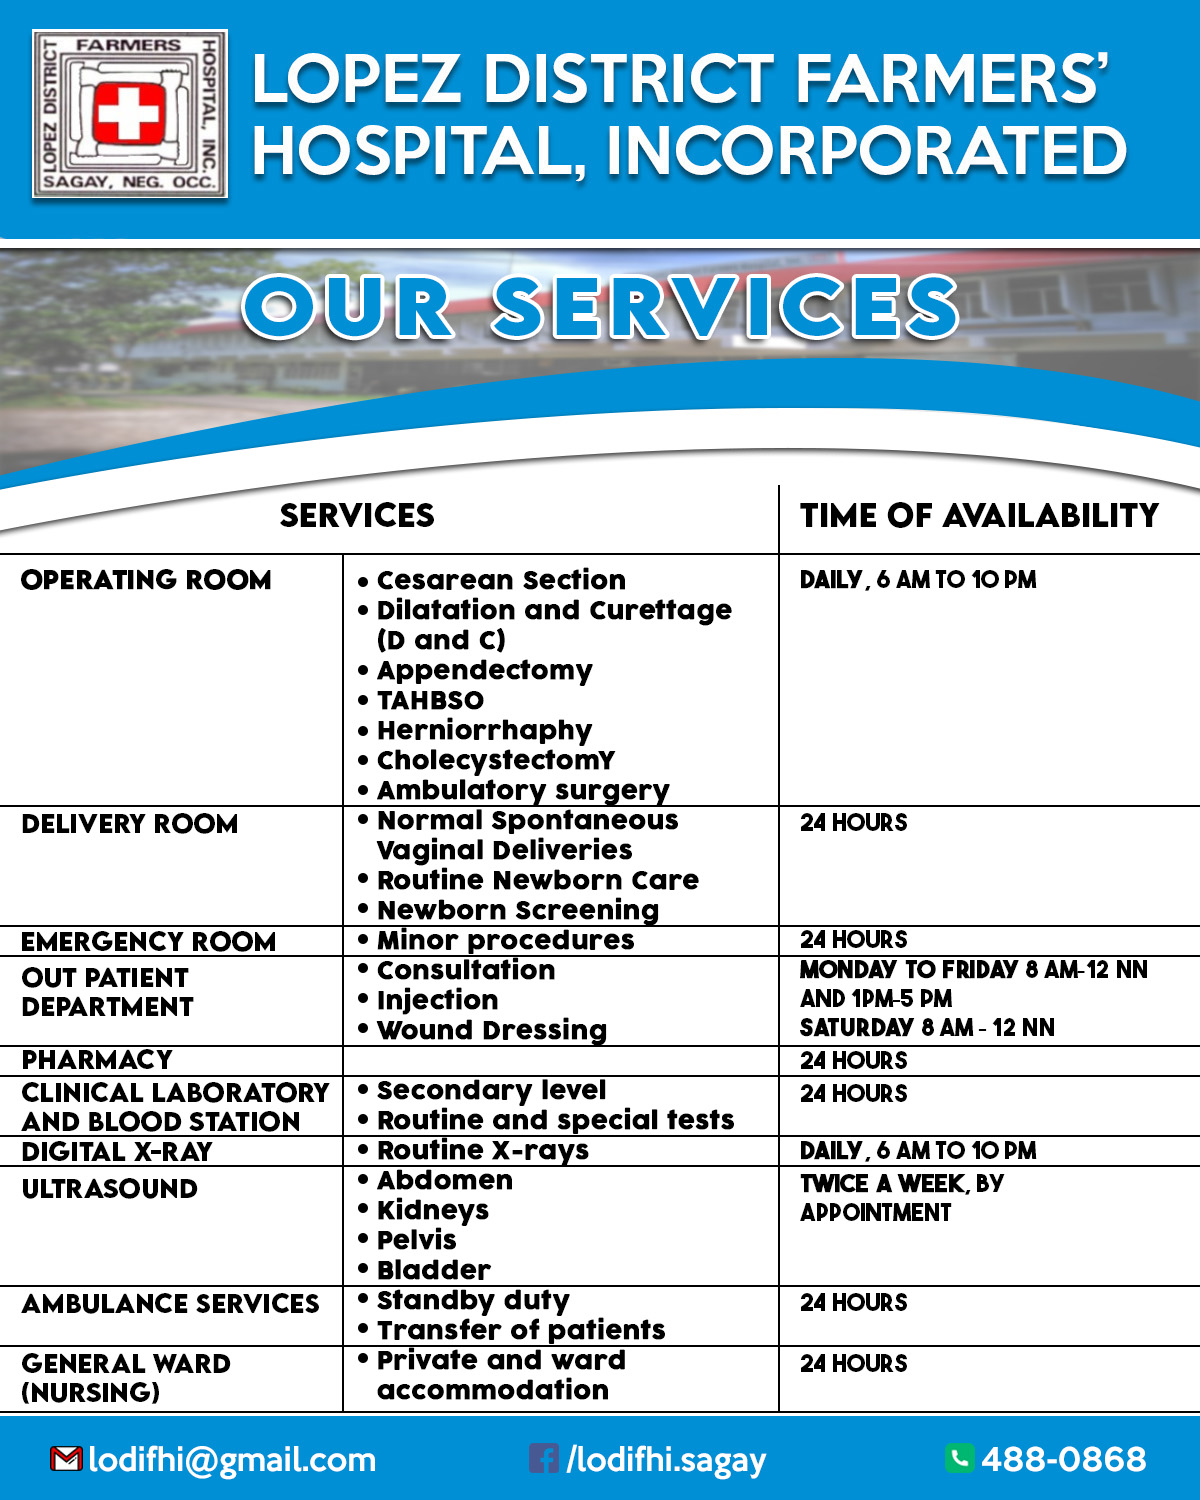 FARMERS
LOPEZ DISTRICT
HOSPITAL, INC.
SAGAY, NEG. OCC.
LOPEZ DISTRICT FARMERS'
HOSPITAL, INCORPORATED
OUR SERVICES
SERVICES
TIME OF AVAILABILITY
OPERATING ROOM
• Cesarean Section
• Dilatation and Curettage
(D and C)
• Appendectomy
• TAHBSO
• Herniorrhaphy
• CholecystectomY
• Ambulatory surgery
DAILY, 6 AM TO 10 PM
DELIVERY ROOM
• Normal Spontaneous
Vaginal Deliveries
• Routine Newborn Care
• Newborn Screening
24 HOURS
EMERGENCY ROOM
• Minor procedures
24 HOURS
OUT PATIENT
DEPARTMENT
• Consultation
• Injection
• Wound Dressing
MONDAY TO FRIDAY 8 AM-12 NN
AND 1PM-5 PM
SATURDAY 8 AM - 12 NN
PHARMACY
24 HOURS
CLINICAL LABORATORY
AND BLOOD STATION
• Secondary level
• Routine and special tests
24 HOURS
DIGITAL X-RAY
• Routine X-rays
DAILY, 6 AM TO 10 PM
ULTRASOUND
• Abdomen
• Kidneys
• Pelvis
• Bladder
TWICE A WEEK, BY
APPOINTMENT
AMBULANCE SERVICES
• Standby duty
• Transfer of patients
24 HOURS
GENERAL WARD
(NURSING)
• Private and ward
accommodation
24 HOURS
lodifhi@gmail.com
/lodifhi.sagay
488-0868